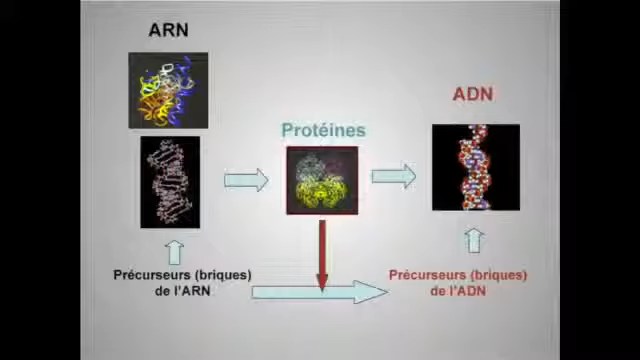 ARN
ADN
Protéines
Précurseurs (briques)
de l'ARN
Précurseurs (briques)
de l'ADN